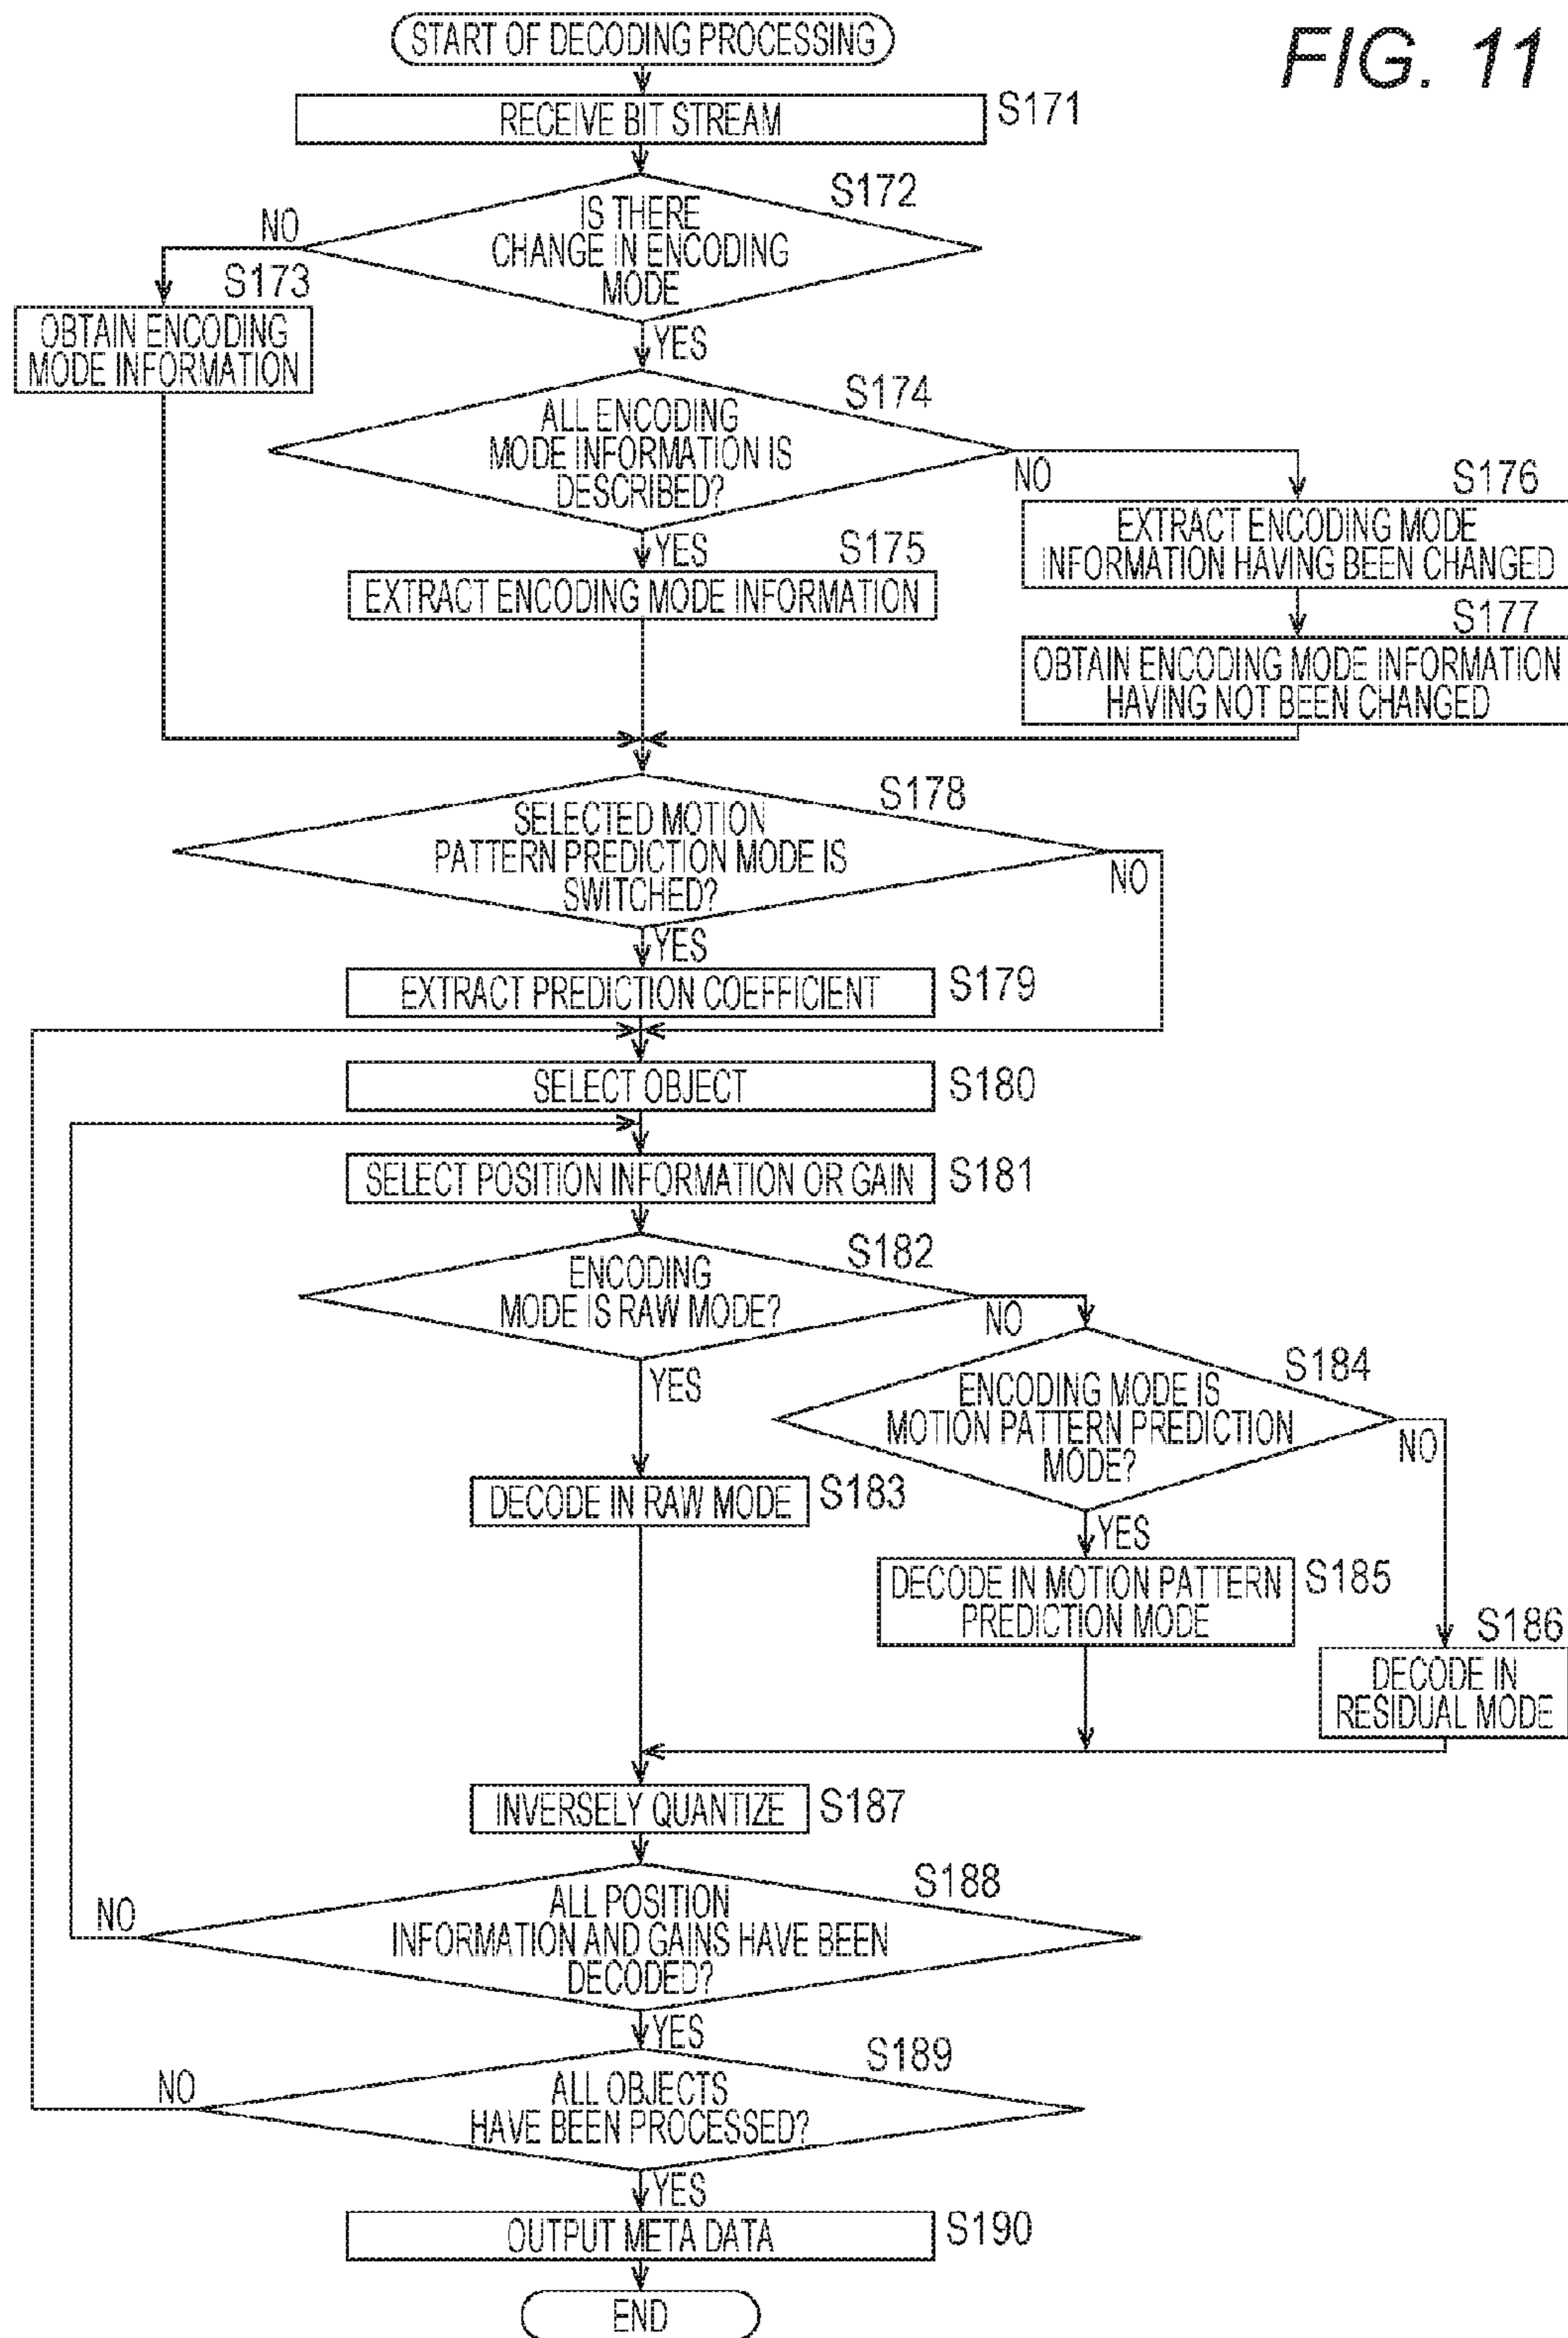 FIG. 11
START OF DECODING PROCESSING
RECEIVE BIT STREAM
S171
S172
IS THERE
CHANGE IN ENCODING
MODE
NO
S173
OBTAIN ENCODING
MODE INFORMATION
YES
S174
ALL ENCODING
MODE INFORMATION IS
DESCRIBED?
NO
S176
EXTRACT ENCODING MODE
INFORMATION HAVING BEEN CHANGED
YES
S175
EXTRACT ENCODING MODE INFORMATION
S177
OBTAIN ENCODING MODE INFORMATION
HAVING NOT BEEN CHANGED
S178
SELECTED MOTION
PATTERN PREDICTION MODE IS
SWITCHED?
NO
YES
EXTRACT PREDICTION COEFFICIENT
S179
SELECT OBJECT
S180
SELECT POSITION INFORMATION OR GAIN
S181
S182
ENCODING
MODE IS RAW MODE?
NO
YES
S184
ENCODING MODE IS
MOTION PATTERN PREDICTION
MODE?
NO
DECODE IN RAW MODE
S183
YES
DECODE IN MOTION PATTERN
PREDICTION MODE
S185
S186
DECODE IN
RESIDUAL MODE
INVERSELY QUANTIZE
S187
S188
ALL POSITION
INFORMATION AND GAINS HAVE BEEN
DECODED?
NO
YES
S189
ALL OBJECTS
HAVE BEEN PROCESSED?
NO
YES
OUTPUT META DATA
S190
END